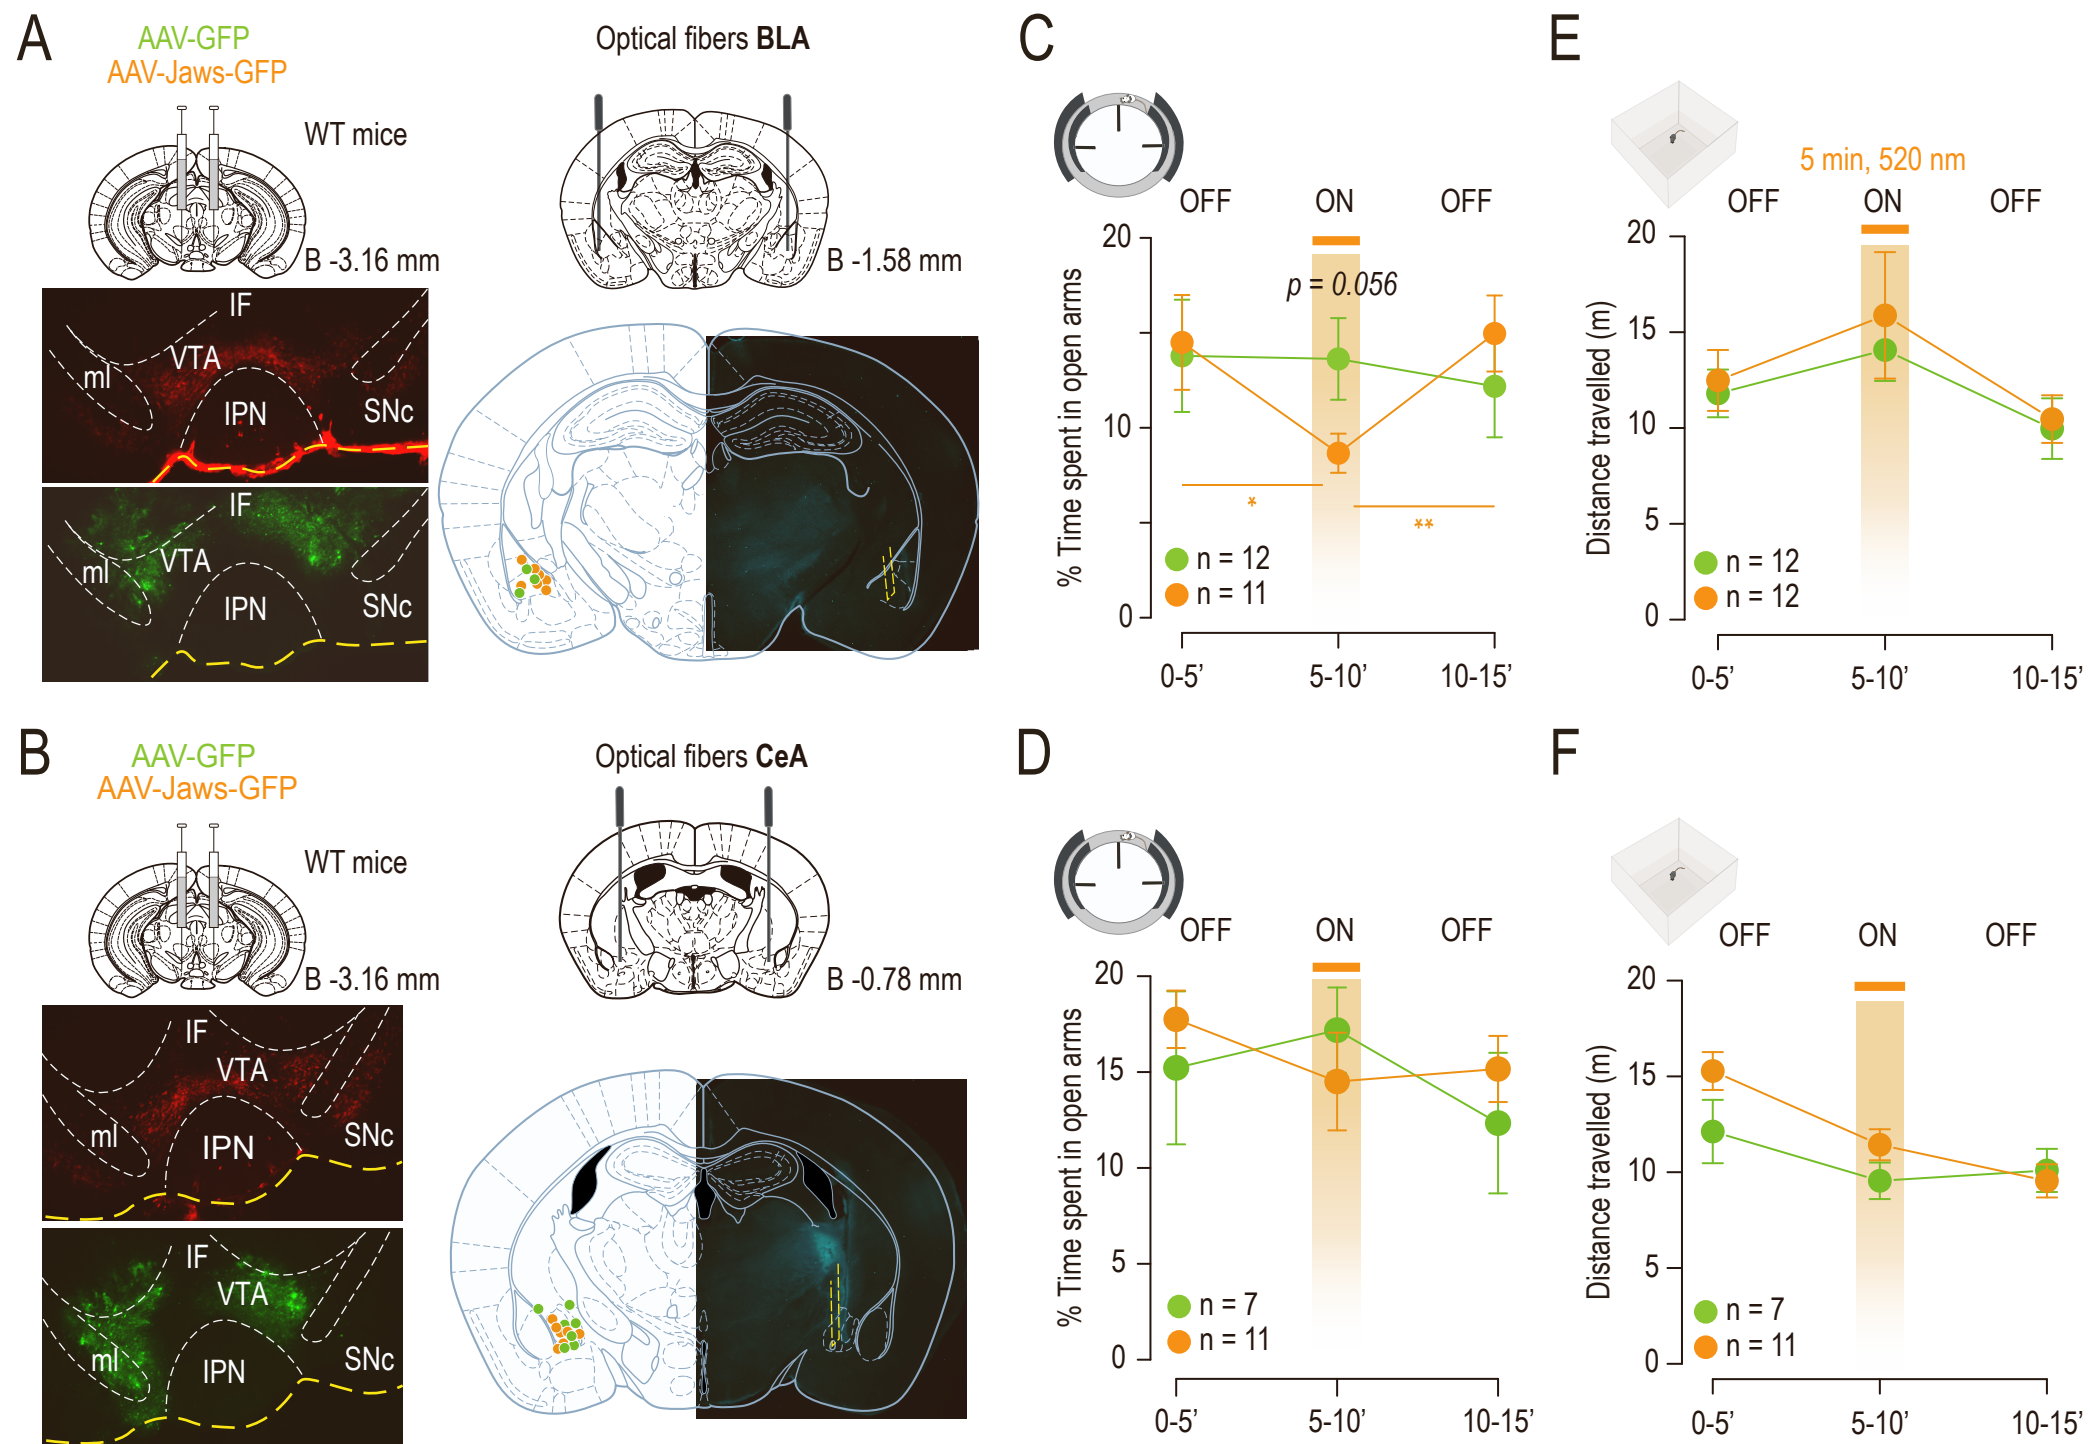 A
AAV-GFP
AAV-Jaws-GFP
WT mice
B -3.16 mm
Optical fibers BLA
B -1.58 mm
IF
VTA
ml
IPN
SNc
IF
VTA
ml
IPN
SNc
C
OFF ON OFF
% Time spent in open arms
20
10
0
p = 0.056
*
**
n = 12
n = 11
0-5’ 5-10’ 10-15’
E
5 min, 520 nm
OFF ON OFF
Distance travelled (m)
20
15
10
5
0
n = 12
n = 12
0-5’ 5-10’ 10-15’
B
AAV-GFP
AAV-Jaws-GFP
WT mice
B -3.16 mm
Optical fibers CeA
B -0.78 mm
IF
VTA
ml
IPN
SNc
IF
VTA
ml
IPN
SNc
D
OFF ON OFF
% Time spent in open arms
20
15
10
5
0
n = 7
n = 11
0-5’ 5-10’ 10-15’
F
OFF ON OFF
Distance travelled (m)
20
15
10
5
0
n = 7
n = 11
0-5’ 5-10’ 10-15’